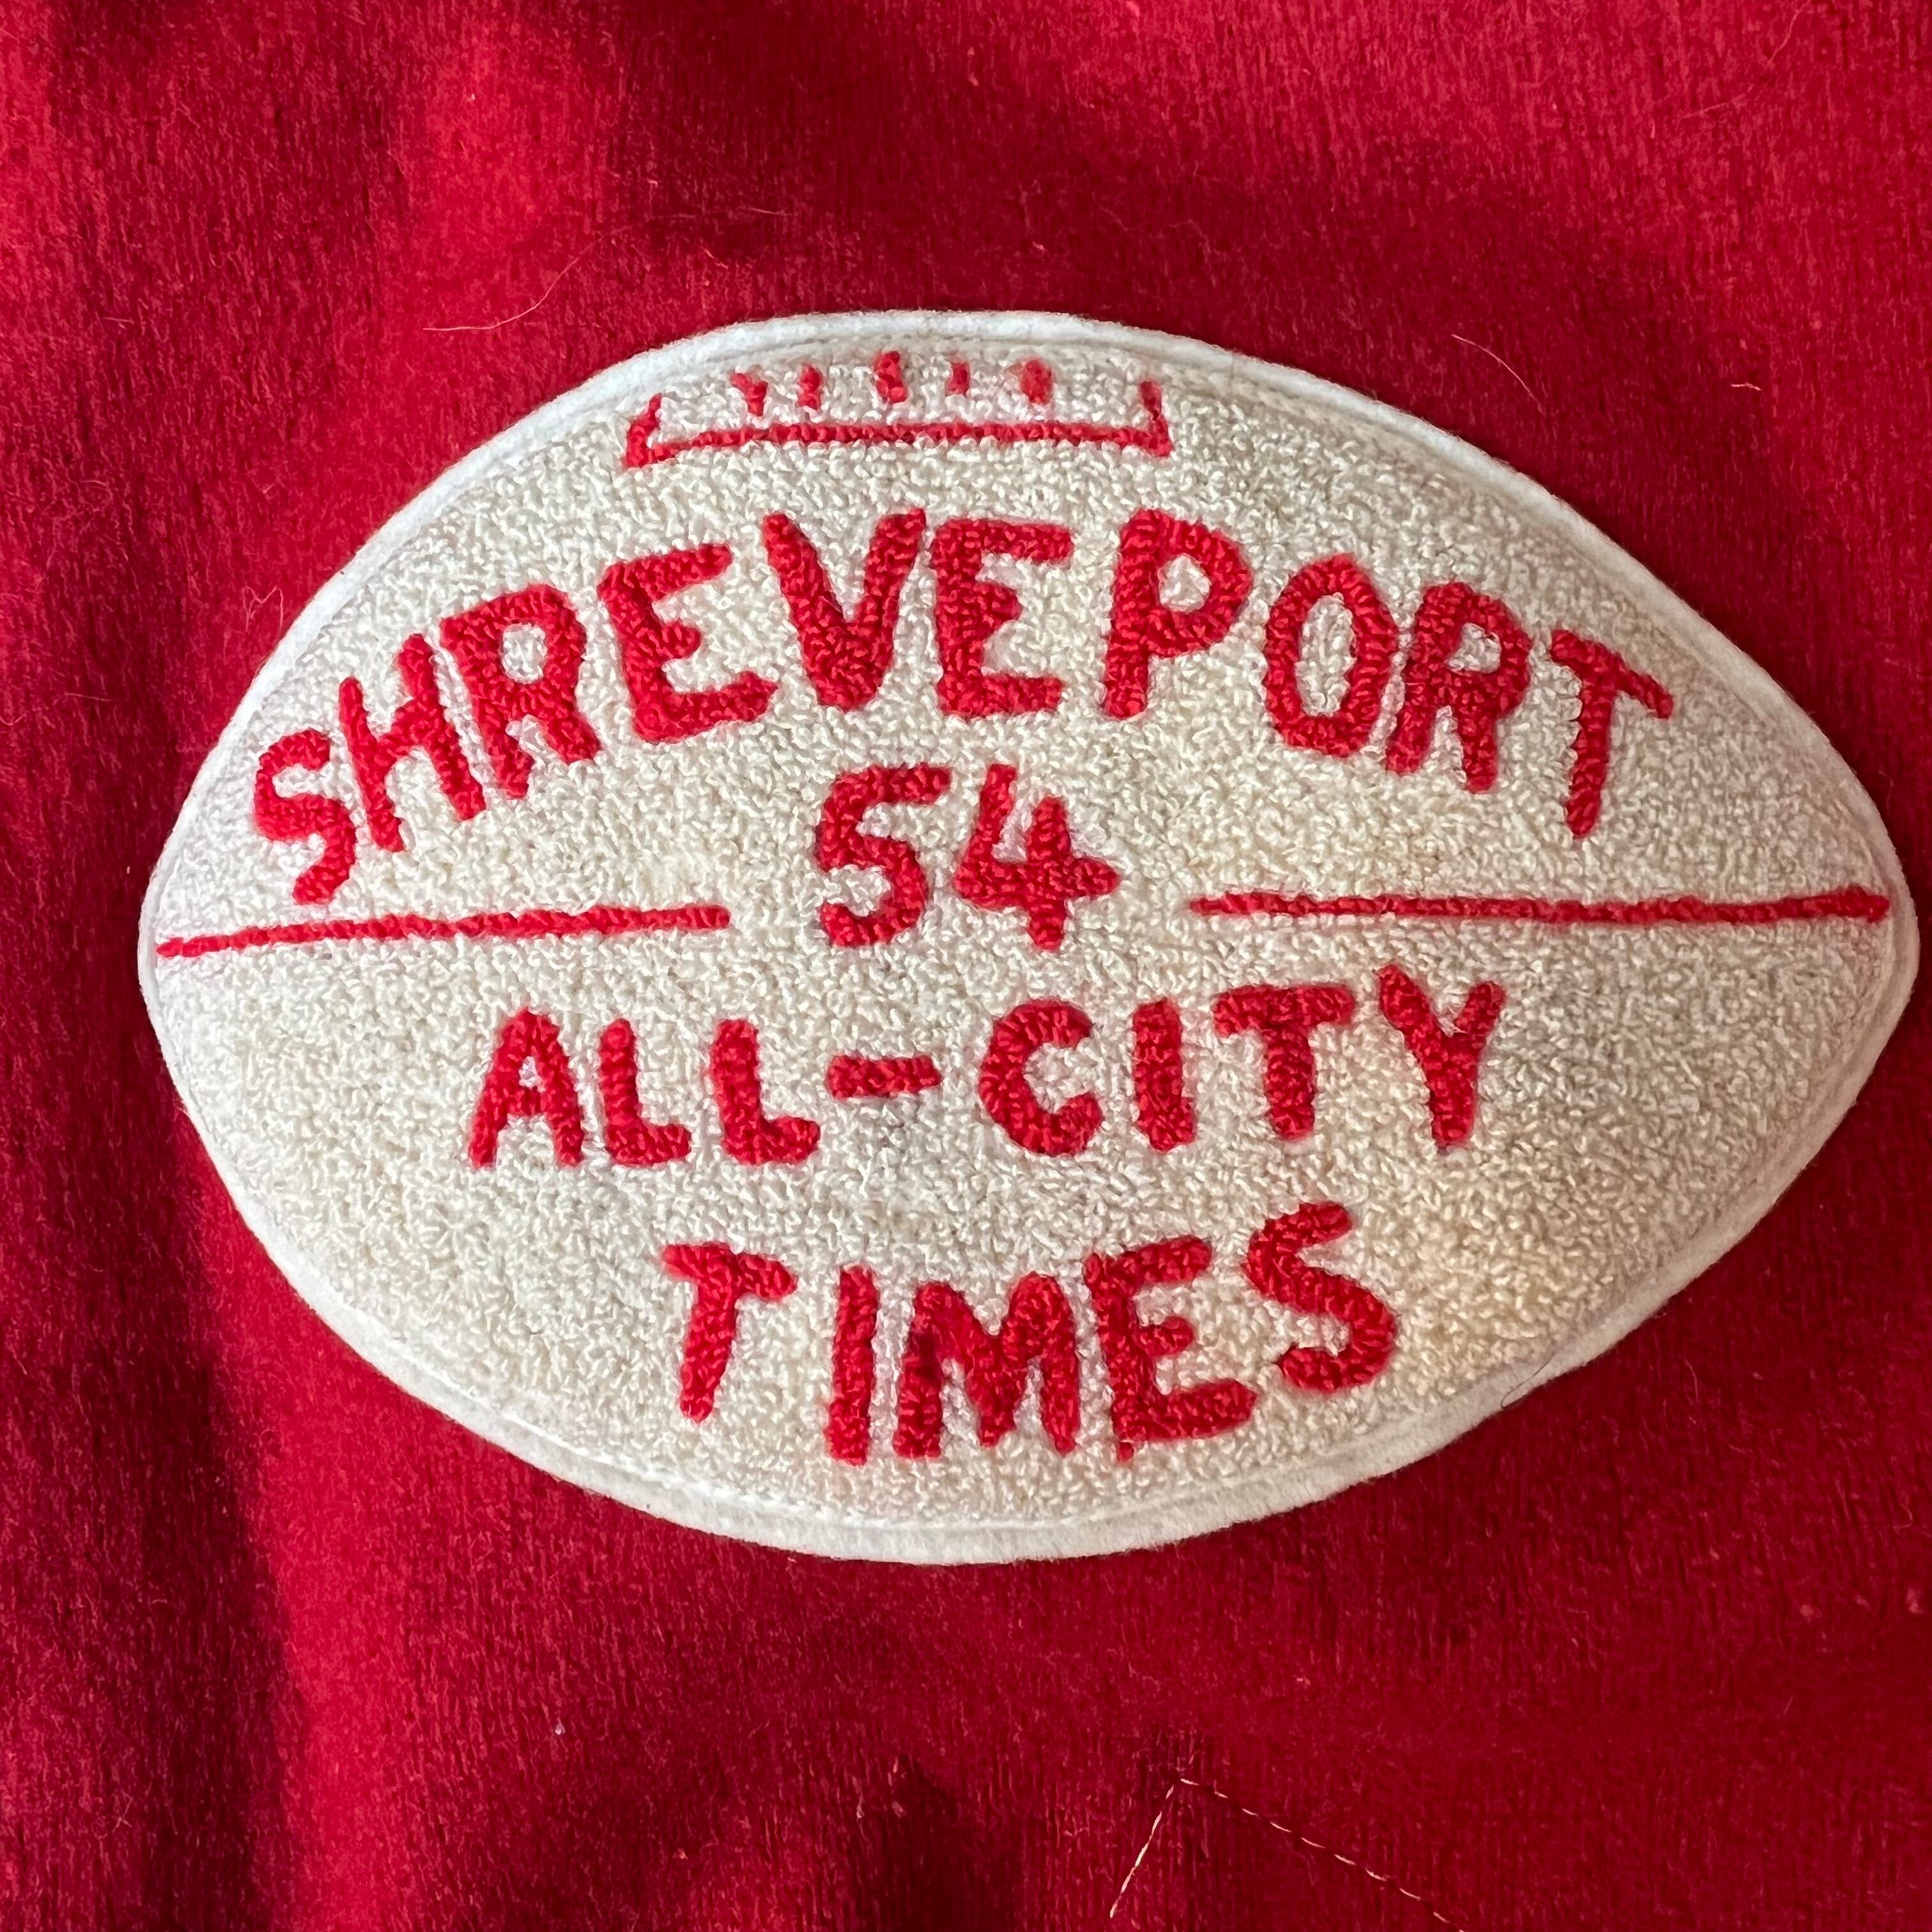 SHREVEPORT
54
ALL-CITY
TIMES